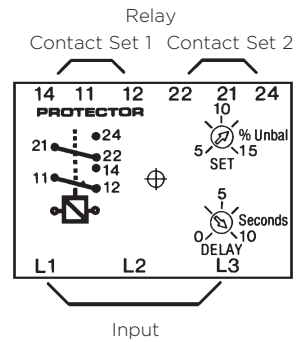 Relay
Contact Set 1 Contact Set 2
14 11 12 22 21 24
PROTECTOR
10
24
21
% Unbal
22
5 15
14
SET
11
12
5
Seconds
0 10
DELAY
L1 L2 L3
Input